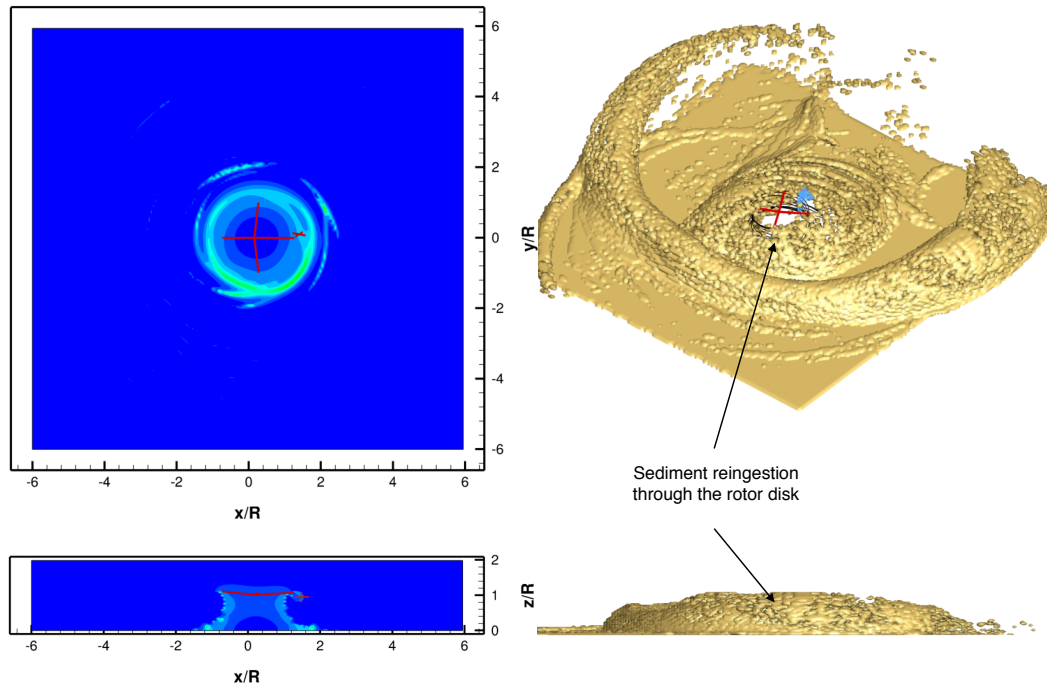 6
4
2
0
-2
-4
-6
y/R
-6 -4 -2 0 2 4 6
x/R
Sediment reingestion
through the rotor disk
2
1
0
z/R
-6 -4 -2 0 2 4 6
x/R